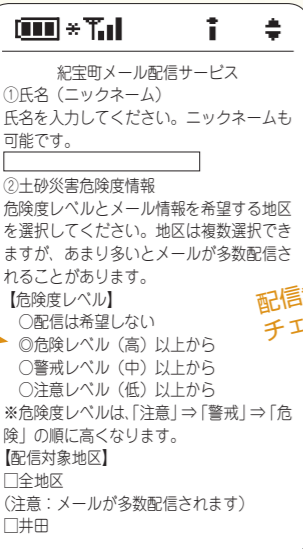 紀宝町メール配信サービス
①氏名（ニックネーム）
氏名を入力してください。ニックネームも
可能です。
②土砂災害危険度情報
危険度レベルとメール情報を希望する地区
を選択してください。地区は複数選択でき
ますが、あまり多いとメールが多数配信さ
れることがあります。
【危険度レベル】
○配信は希望しない
◎危険レベル（高）以上から
○警戒レベル（中）以上から
○注意レベル（低）以上から
※危険度レベルは、「注意」⇒「警戒」⇒「危
険」の順に高くなります。
【配信対象地区】
□全地区
(注意：メールが多数配信されます)
□井田
配信
チェ